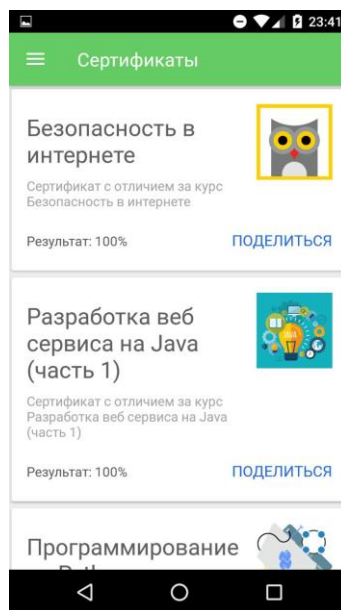 23:41
Сертификаты
Безопасность в
интернете
Сертификат с отличием за курс
Безопасность в интернете
Результат: 100%
ПОДЕЛИТЬСЯ
Разработка веб
сервиса на Java
(часть 1)
Сертификат с отличием за курс
Разработка веб сервиса на Java
(часть 1)
Результат: 100%
ПОДЕЛИТЬСЯ
Программирование